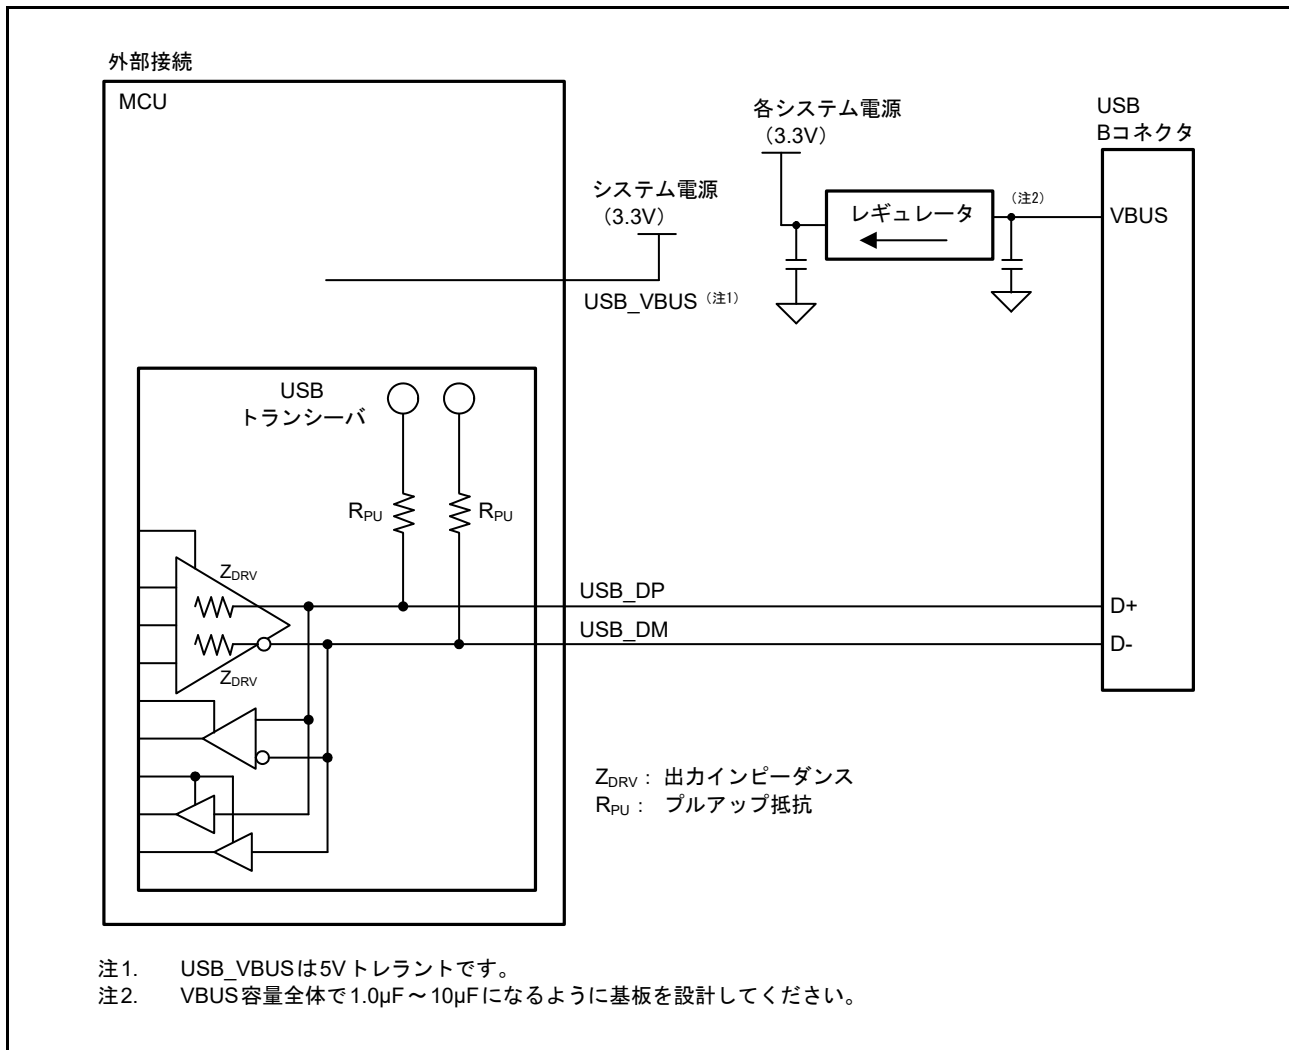 外部接続
MCU
各システム電源
（3.3V）
USB
Bコネクタ
システム電源
（3.3V）
レギュレータ
（注2）
VBUS
USB_VBUS（注1）
USB
トランシーバ
RPU
RPU
ZDRV
USB_DP
D+
USB_DM
D-
ZDRV
ZDRV： 出力インピーダンス
RPU： プルアップ抵抗
注1. USB_VBUSは5Vトレラントです。
注2. VBUS容量全体で1.0µF～10µFになるように基板を設計してください。